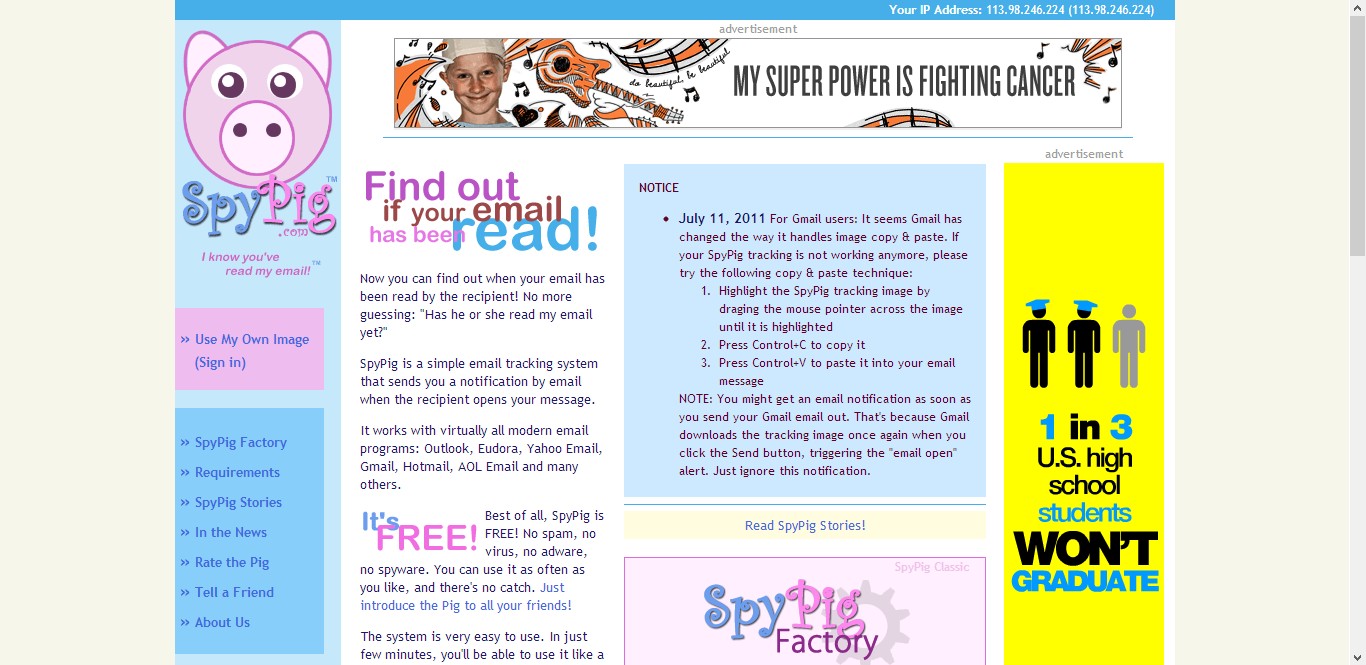 Your IP Address: 113.98.246.224 (113.98.246.224)
SpyPig™
.com
I know you've
read my email!™
» Use My Own Image
(Sign in)
» SpyPig Factory
» Requirements
» SpyPig Stories
» In the News
» Rate the Pig
» Tell a Friend
» About Us
advertisement
do beautiful, be beautiful
MY SUPER POWER IS FIGHTING CANCER
Find out
if your email
has been read!
Now you can find out when your email has
been read by the recipient! No more
guessing: "Has he or she read my email
yet?"
SpyPig is a simple email tracking system
that sends you a notification by email
when the recipient opens your message.
It works with virtually all modern email
programs: Outlook, Eudora, Yahoo Email,
Gmail, Hotmail, AOL Email and many
others.
It's
FREE!
Best of all, SpyPig is
FREE! No spam, no
virus, no adware,
no spyware. You can use it as often as
you like, and there's no catch. Just
introduce the Pig to all your friends!
The system is very easy to use. In just
few minutes, you'll be able to use it like a
NOTICE
• July 11, 2011 For Gmail users: It seems Gmail has
changed the way it handles image copy & paste. If
your SpyPig tracking is not working anymore, please
try the following copy & paste technique:
1. Highlight the SpyPig tracking image by
draging the mouse pointer across the image
until it is highlighted
2. Press Control+C to copy it
3. Press Control+V to paste it into your email
message
NOTE: You might get an email notification as soon as
you send your Gmail email out. That's because Gmail
downloads the tracking image once again when you
click the Send button, triggering the "email open"
alert. Just ignore this notification.
Read SpyPig Stories!
SpyPig Classic
SpyPig
Factory
advertisement
1 in 3
U.S. high
school
students
WON'T
GRADUATE